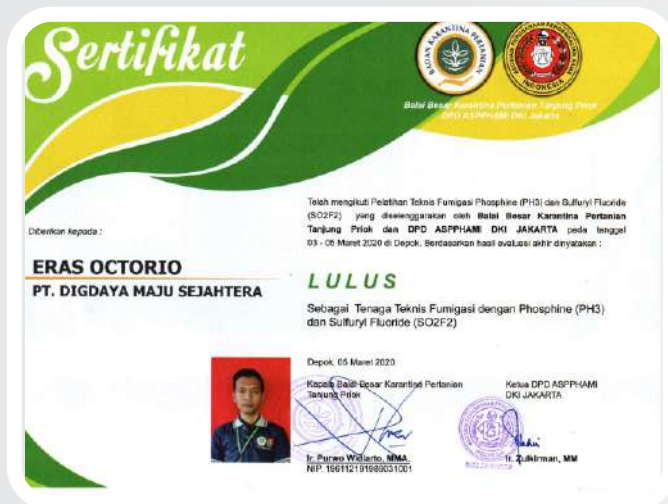 Sertifikat
BADAN KARANTINA PERTANIAN
INDONESIA
Balai Besar Karantina Pertanian Tanjung Priok
DPD ASPPHAMI DKI Jakarta
Telah mengikuti Pelatihan Teknis Fumigasi Phosphine (PH3) dan Sulfuryl Fluoride
(SO2F2) yang diselenggarakan oleh Balai Besar Karantina Pertanian
Tanjung Priok dan DPD ASPPHAMI DKI JAKARTA pada tanggal
03 - 05 Maret 2020 di Depok. Berdasarkan hasil evaluasi akhir dinyatakan :
Diberikan kepada :
ERAS OCTORIO
PT. DIGDAYA MAJU SEJAHTERA
LULUS
Sebagai Tenaga Teknis Fumigasi dengan Phosphine (PH3)
dan Sulfuryl Fluoride (SO2F2)
Depok, 05 Maret 2020
Kepala Balai Besar Karantina Pertanian
Tanjung Priok
Ketua DPD ASPPHAMI
DKI JAKARTA
Ir. Purwo Widiarto, MMA.
NIP. 196112191989031001
Ir. Zulkirman, MM